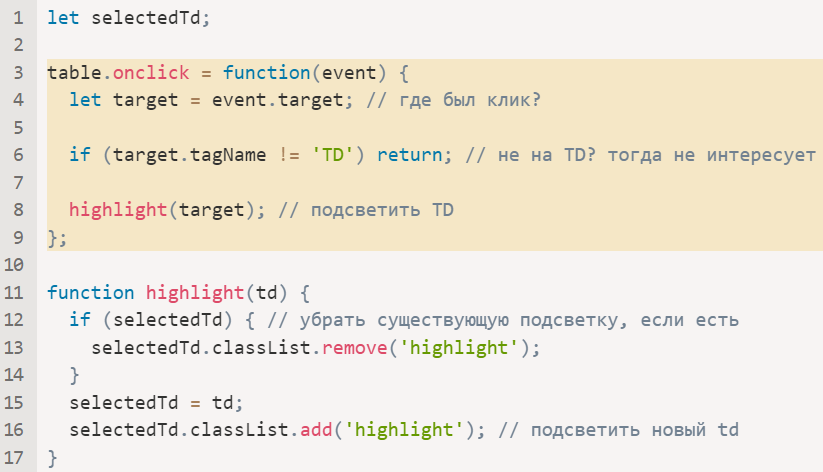 1 let selectedTd;
2
3 table.onclick = function(event) {
4   let target = event.target; // где был клик?
5
6   if (target.tagName != 'TD') return; // не на TD? тогда не интересует
7
8   highlight(target); // подсветить TD
9 };
10
11 function highlight(td) {
12   if (selectedTd) { // убрать существующую подсветку, если есть
13     selectedTd.classList.remove('highlight');
14   }
15   selectedTd = td;
16   selectedTd.classList.add('highlight'); // подсветить новый td
17 }